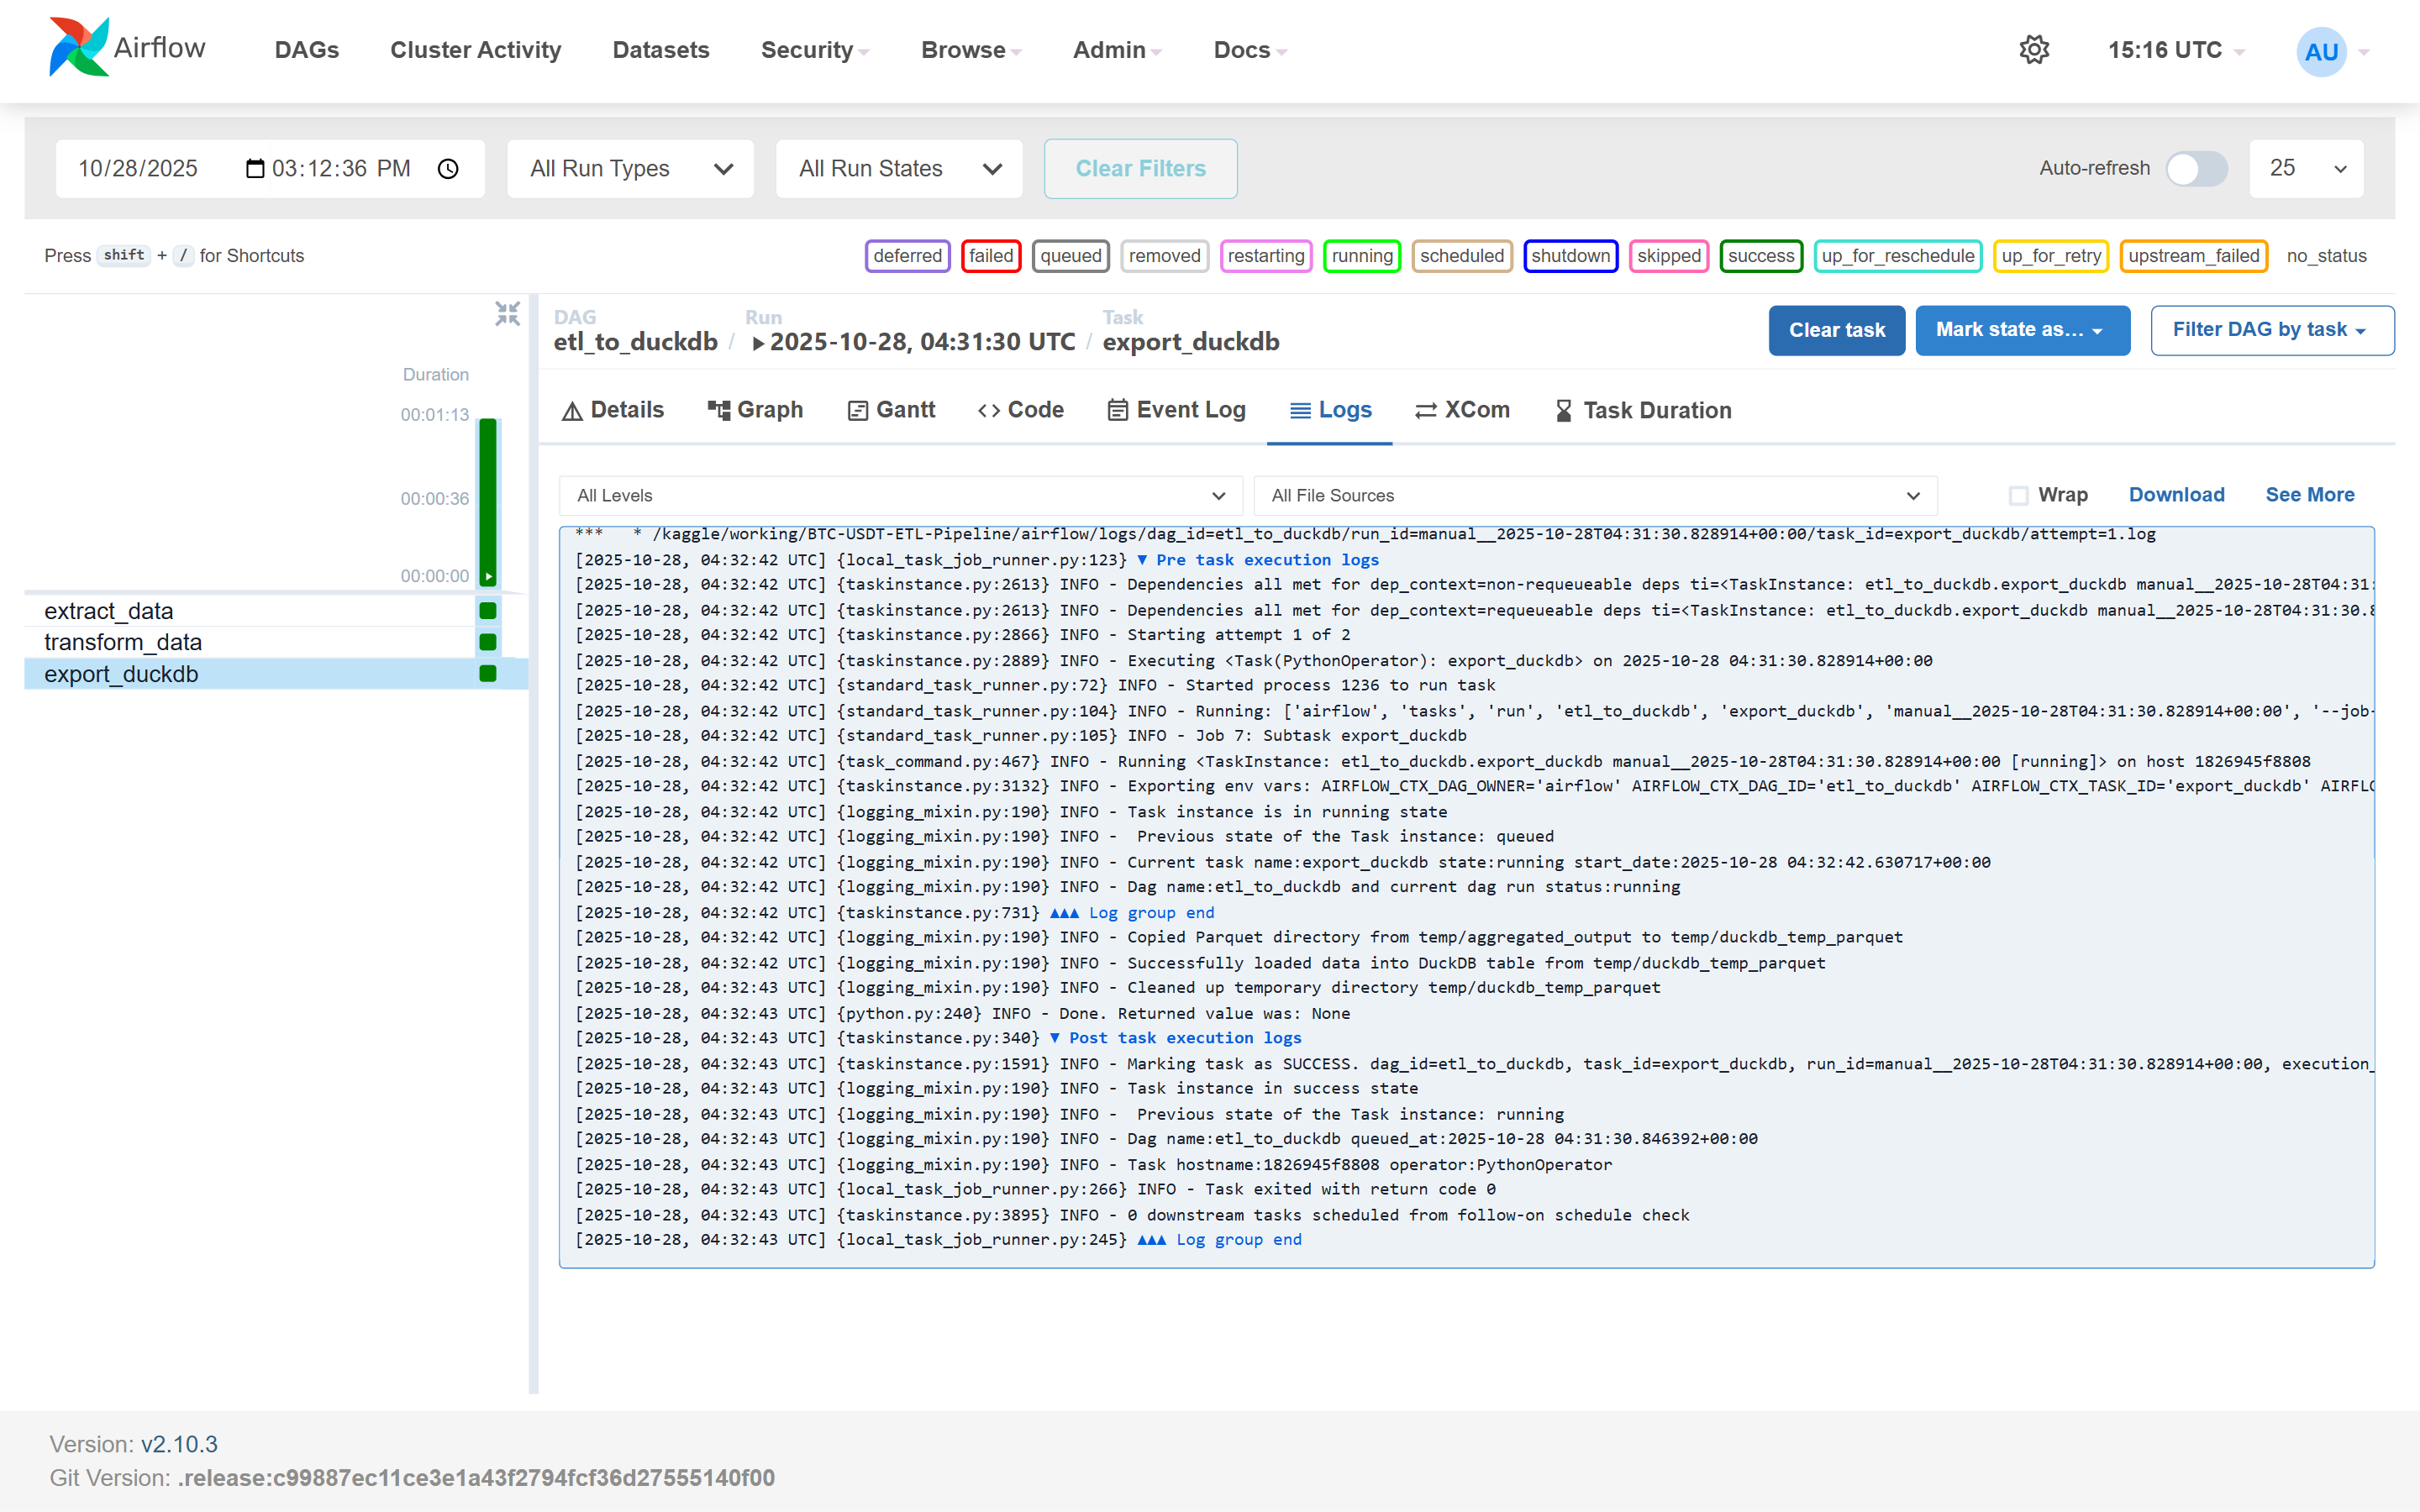 Airflow
DAGs
Cluster Activity
Datasets
Security
Browse
Admin
Docs
15:16 UTC
AU
10/28/2025 03:12:36 PM
All Run Types
All Run States
Clear Filters
Auto-refresh
25
Press shift + / for Shortcuts
deferred
failed
queued
removed
restarting
running
scheduled
shutdown
skipped
success
up_for_reschedule
up_for_retry
upstream_failed
no_status
Duration
00:01:13
00:00:36
00:00:00
extract_data
transform_data
export_duckdb
DAG
etl_to_duckdb
/
Run
2025-10-28, 04:31:30 UTC
/
Task
export_duckdb
Clear task
Mark state as…
Filter DAG by task
Details
Graph
Gantt
Code
Event Log
Logs
XCom
Task Duration
All Levels
All File Sources
Wrap
Download
See More
***   * /kaggle/working/BTC-USDT-ETL-Pipeline/airflow/logs/dag_id=etl_to_duckdb/run_id=manual__2025-10-28T04:31:30.828914+00:00/task_id=export_duckdb/attempt=1.log
[2025-10-28, 04:32:42 UTC] {local_task_job_runner.py:123} ▼ Pre task execution logs
[2025-10-28, 04:32:42 UTC] {taskinstance.py:2613} INFO - Dependencies all met for dep_context=non-requeueable deps ti=<TaskInstance: etl_to_duckdb.export_duckdb manual__2025-10-28T04:31:
[2025-10-28, 04:32:42 UTC] {taskinstance.py:2613} INFO - Dependencies all met for dep_context=requeueable deps ti=<TaskInstance: etl_to_duckdb.export_duckdb manual__2025-10-28T04:31:30.8
[2025-10-28, 04:32:42 UTC] {taskinstance.py:2866} INFO - Starting attempt 1 of 2
[2025-10-28, 04:32:42 UTC] {taskinstance.py:2889} INFO - Executing <Task(PythonOperator): export_duckdb> on 2025-10-28 04:31:30.828914+00:00
[2025-10-28, 04:32:42 UTC] {standard_task_runner.py:72} INFO - Started process 1236 to run task
[2025-10-28, 04:32:42 UTC] {standard_task_runner.py:104} INFO - Running: ['airflow', 'tasks', 'run', 'etl_to_duckdb', 'export_duckdb', 'manual__2025-10-28T04:31:30.828914+00:00', '--job-
[2025-10-28, 04:32:42 UTC] {standard_task_runner.py:105} INFO - Job 7: Subtask export_duckdb
[2025-10-28, 04:32:42 UTC] {task_command.py:467} INFO - Running <TaskInstance: etl_to_duckdb.export_duckdb manual__2025-10-28T04:31:30.828914+00:00 [running]> on host 1826945f8808
[2025-10-28, 04:32:42 UTC] {taskinstance.py:3132} INFO - Exporting env vars: AIRFLOW_CTX_DAG_OWNER='airflow' AIRFLOW_CTX_DAG_ID='etl_to_duckdb' AIRFLOW_CTX_TASK_ID='export_duckdb' AIRFLO
[2025-10-28, 04:32:42 UTC] {logging_mixin.py:190} INFO - Task instance is in running state
[2025-10-28, 04:32:42 UTC] {logging_mixin.py:190} INFO -  Previous state of the Task instance: queued
[2025-10-28, 04:32:42 UTC] {logging_mixin.py:190} INFO - Current task name:export_duckdb state:running start_date:2025-10-28 04:32:42.630717+00:00
[2025-10-28, 04:32:42 UTC] {logging_mixin.py:190} INFO - Dag name:etl_to_duckdb and current dag run status:running
[2025-10-28, 04:32:42 UTC] {taskinstance.py:731} ▲▲▲ Log group end
[2025-10-28, 04:32:42 UTC] {logging_mixin.py:190} INFO - Copied Parquet directory from temp/aggregated_output to temp/duckdb_temp_parquet
[2025-10-28, 04:32:42 UTC] {logging_mixin.py:190} INFO - Successfully loaded data into DuckDB table from temp/duckdb_temp_parquet
[2025-10-28, 04:32:43 UTC] {logging_mixin.py:190} INFO - Cleaned up temporary directory temp/duckdb_temp_parquet
[2025-10-28, 04:32:43 UTC] {python.py:240} INFO - Done. Returned value was: None
[2025-10-28, 04:32:43 UTC] {taskinstance.py:340} ▼ Post task execution logs
[2025-10-28, 04:32:43 UTC] {taskinstance.py:1591} INFO - Marking task as SUCCESS. dag_id=etl_to_duckdb, task_id=export_duckdb, run_id=manual__2025-10-28T04:31:30.828914+00:00, execution_
[2025-10-28, 04:32:43 UTC] {logging_mixin.py:190} INFO - Task instance in success state
[2025-10-28, 04:32:43 UTC] {logging_mixin.py:190} INFO -  Previous state of the Task instance: running
[2025-10-28, 04:32:43 UTC] {logging_mixin.py:190} INFO - Dag name:etl_to_duckdb queued_at:2025-10-28 04:31:30.846392+00:00
[2025-10-28, 04:32:43 UTC] {logging_mixin.py:190} INFO - Task hostname:1826945f8808 operator:PythonOperator
[2025-10-28, 04:32:43 UTC] {local_task_job_runner.py:266} INFO - Task exited with return code 0
[2025-10-28, 04:32:43 UTC] {taskinstance.py:3895} INFO - 0 downstream tasks scheduled from follow-on schedule check
[2025-10-28, 04:32:43 UTC] {local_task_job_runner.py:245} ▲▲▲ Log group end
Version: v2.10.3
Git Version: .release:c99887ec11ce3e1a43f2794fcf36d27555140f00